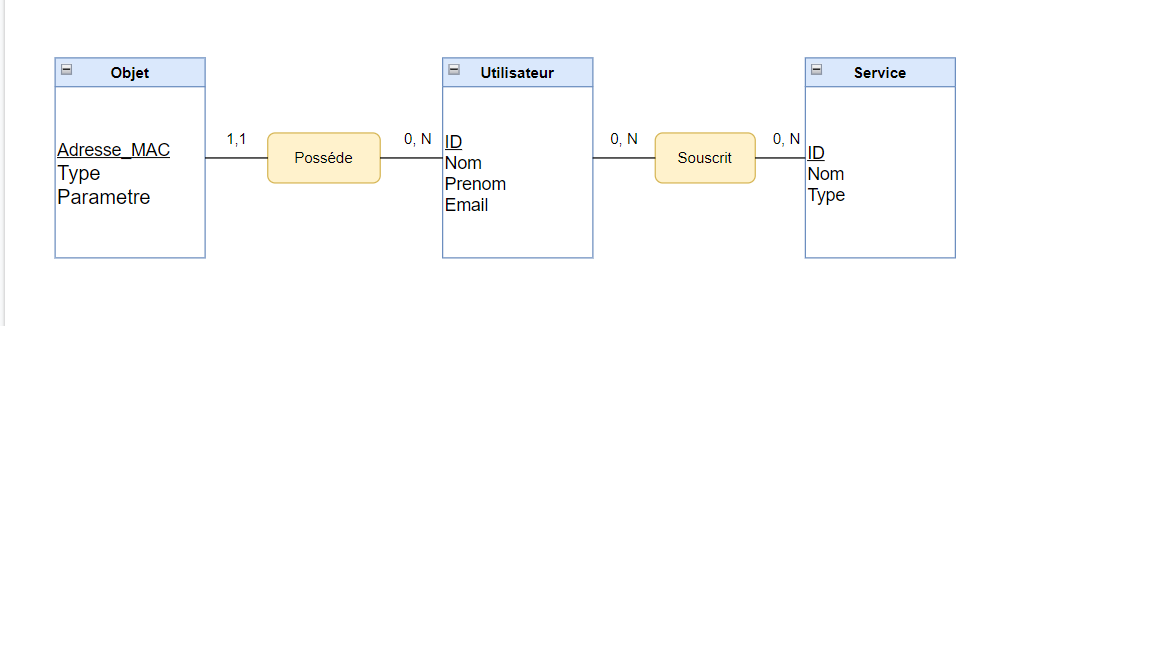 Objet
Adresse_MAC
Type
Parametre
1,1
Posséde
0, N
Utilisateur
ID
Nom
Prenom
Email
0, N
Souscrit
0, N
Service
ID
Nom
Type